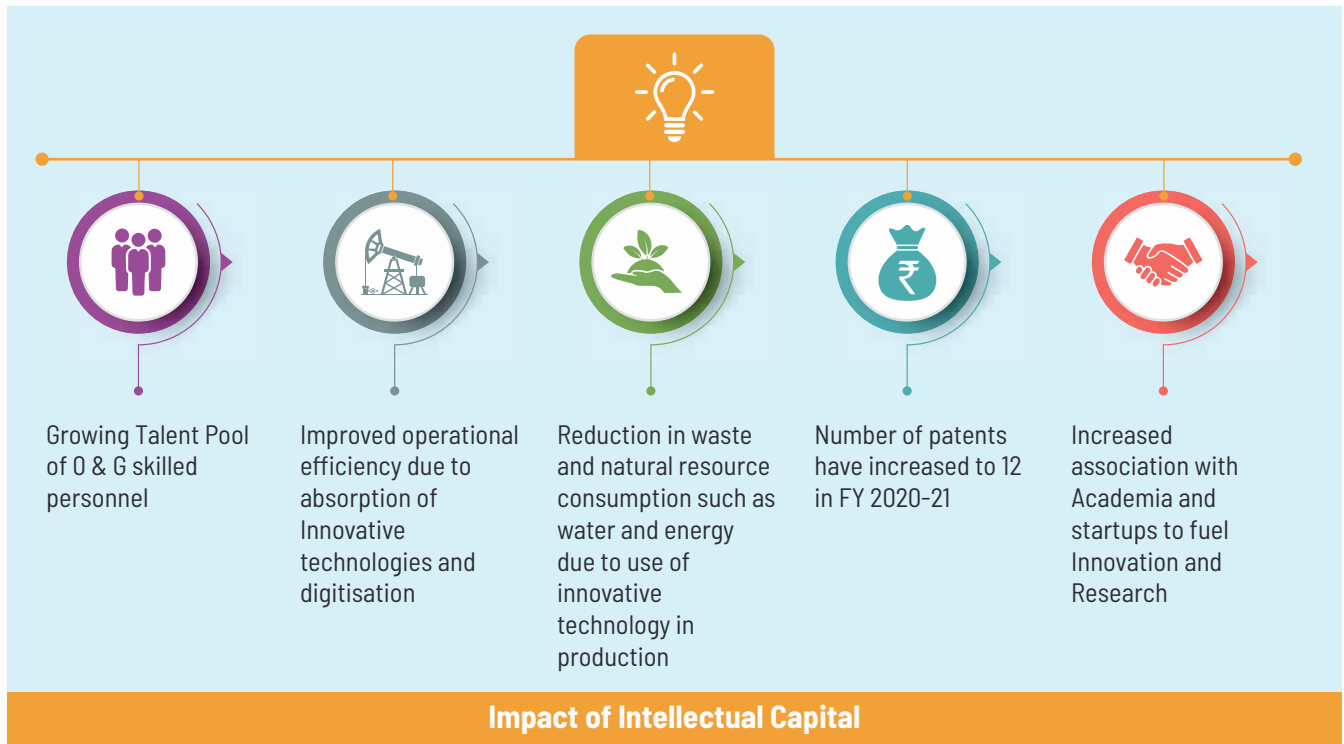 Growing Talent Pool
of O & G skilled
personnel
Improved operational
efficiency due to
absorption of
Innovative
technologies and
digitisation
Reduction in waste
and natural resource
consumption such as
water and energy
due to use of
innovative
technology in
production
₹
Number of patents
have increased to 12
in FY 2020-21
Increased
association with
Academia and
startups to fuel
Innovation and
Research
Impact of Intellectual Capital